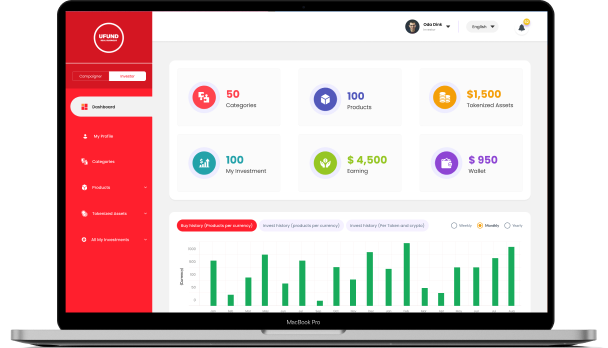 UFUND
Oda Dink
Investor
English
Campaigner
Investor
Dashboard
My Profile
Categories
Products
Tokenized Assets
All My Investments
50
Categories
100
Products
$1,500
Tokenized Assets
100
My Investment
$ 4,500
Earning
$ 950
Wallet
Buy history (Products per currency)
Invest history (products per currency)
Invest history (Per Token and crypto)
Weekly
Monthly
Yearly
(Currency)
MacBook Pro